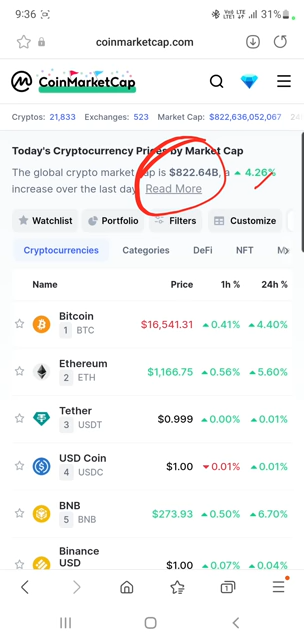 9:36
Vo) LTE
LTE1
31%
coinmarketcap.com
CoinMarketCap
Cryptos: 21,833 Exchanges: 523 Market Cap: $822,636,052,067 24
Today's Cryptocurrency Prices by Market Cap
The global crypto market cap is $822.64B, a 4.26%
increase over the last day. Read More
Watchlist Portfolio Filters Customize
Cryptocurrencies Categories DeFi NFT
Name Price 1h % 24h %
Bitcoin
1 BTC $16,541.31 0.41% 4.40%
Ethereum
2 ETH $1,166.75 0.56% 5.60%
Tether
3 USDT $0.999 0.00% 0.01%
USD Coin
4 USDC $1.00 0.01% 0.01%
BNB
5 BNB $273.93 0.50% 6.70%
Binance
USD $1.00 0.07% 0.04%
1